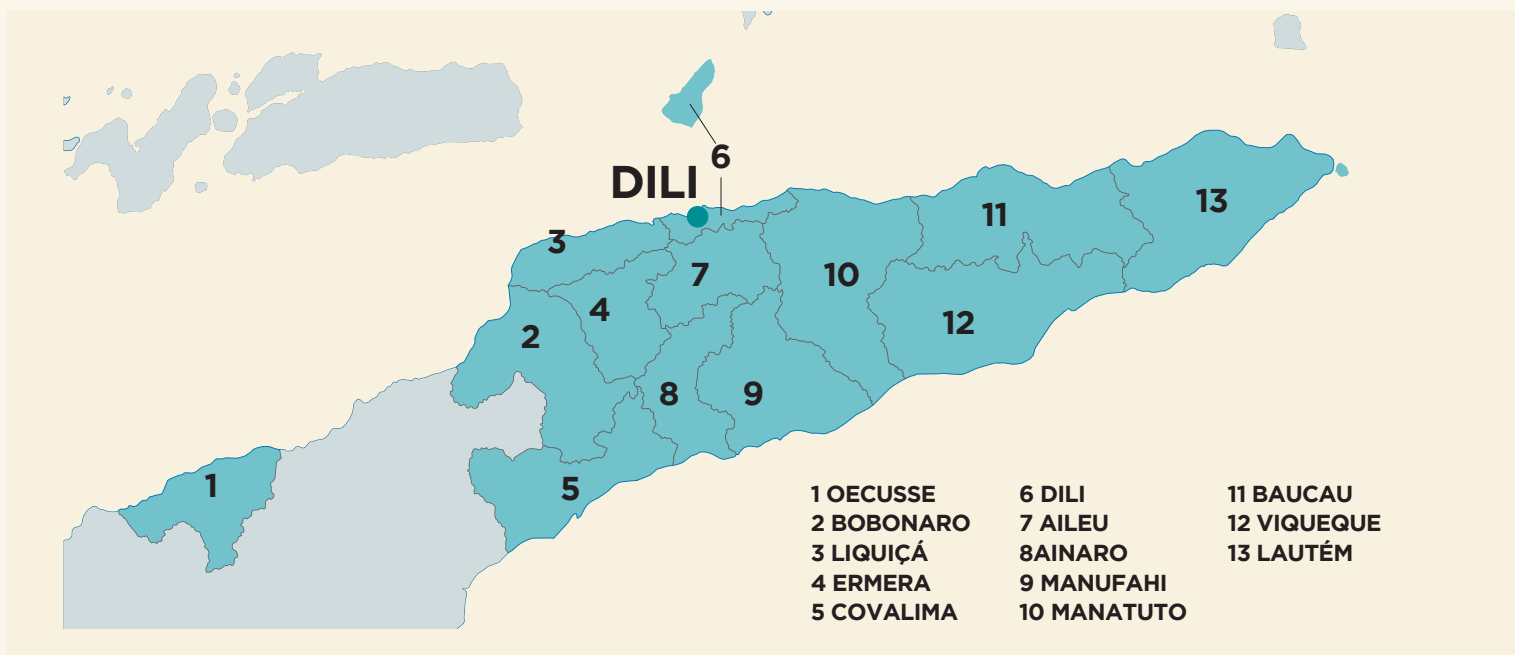 6
DILI
13
11
3
10
7
4
12
2
8
9
1
5
1 OECUSSE
2 BOBONARO
3 LIQUIÇÁ
4 ERMERA
5 COVALIMA
6 DILI
7 AILEU
8AINARO
9 MANUFAHI
10 MANATUTO
11 BAUCAU
12 VIQUEQUE
13 LAUTÉM